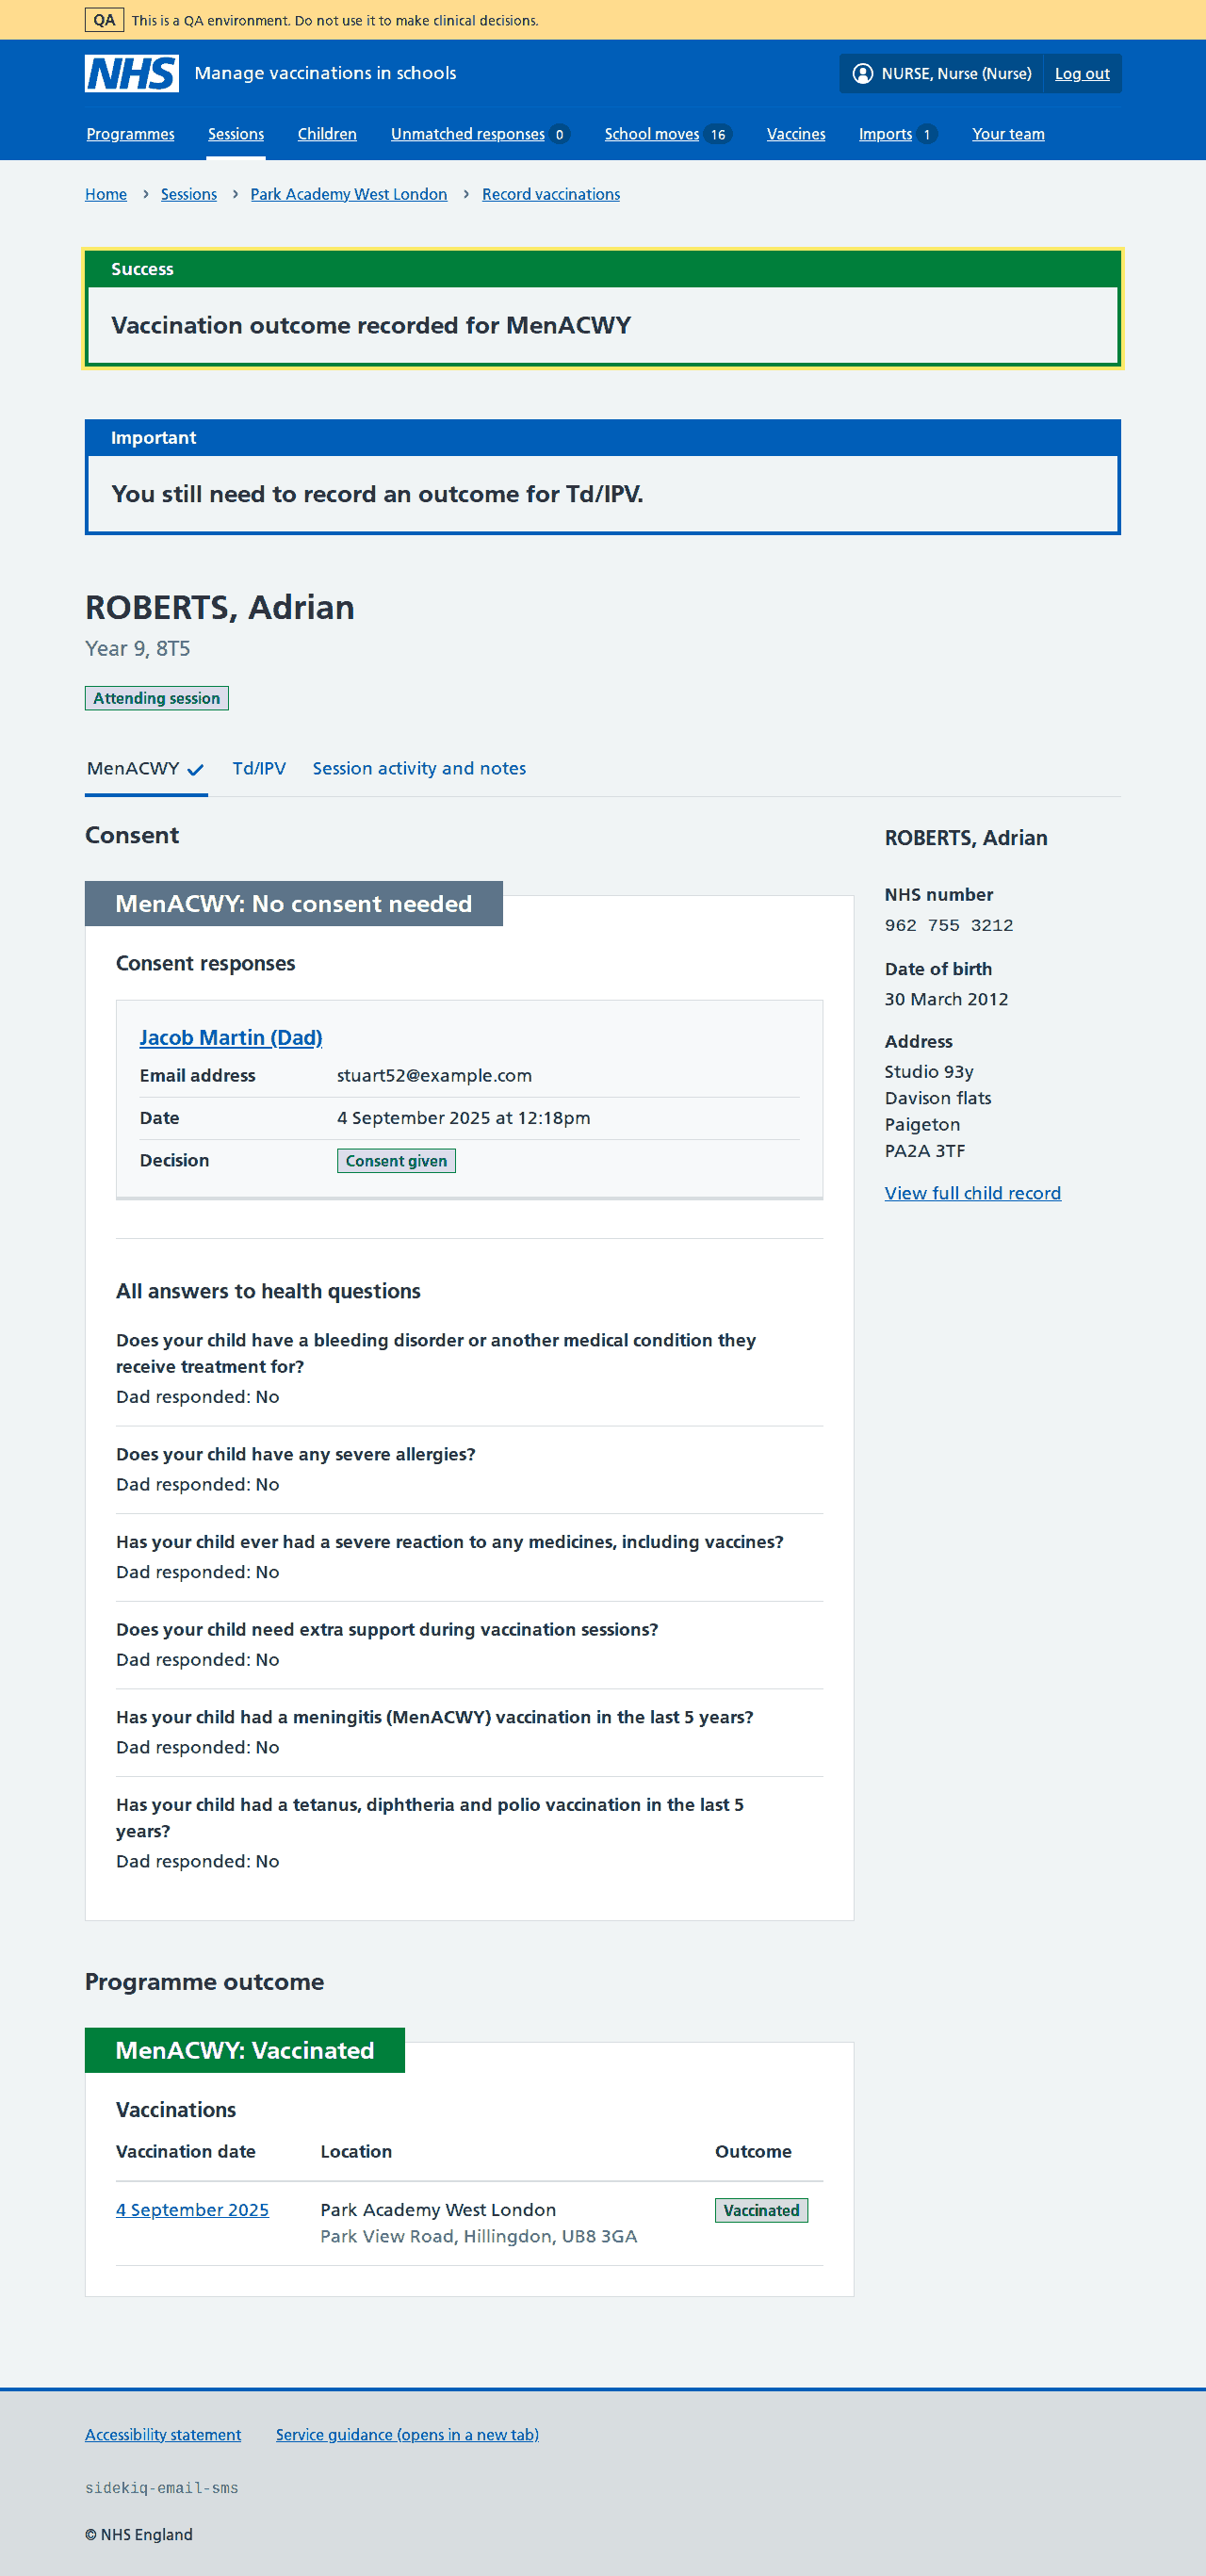 QA This is a QA environment. Do not use it to make clinical decisions.
NHS Manage vaccinations in schools NURSE, Nurse (Nurse) Log out
Programmes Sessions Children Unmatched responses 0 School moves 16 Vaccines Imports 1 Your team
Home › Sessions › Park Academy West London › Record vaccinations
Success
Vaccination outcome recorded for MenACWY
Important
You still need to record an outcome for Td/IPV.
ROBERTS, Adrian
Year 9, 8T5
Attending session
MenACWY Td/IPV Session activity and notes
Consent
MenACWY: No consent needed
Consent responses
Jacob Martin (Dad)
Email address stuart52@example.com
Date 4 September 2025 at 12:18pm
Decision Consent given
All answers to health questions
Does your child have a bleeding disorder or another medical condition they
receive treatment for?
Dad responded: No
Does your child have any severe allergies?
Dad responded: No
Has your child ever had a severe reaction to any medicines, including vaccines?
Dad responded: No
Does your child need extra support during vaccination sessions?
Dad responded: No
Has your child had a meningitis (MenACWY) vaccination in the last 5 years?
Dad responded: No
Has your child had a tetanus, diphtheria and polio vaccination in the last 5
years?
Dad responded: No
ROBERTS, Adrian
NHS number
962 755 3212
Date of birth
30 March 2012
Address
Studio 93y
Davison flats
Paigeton
PA2A 3TF
View full child record
Programme outcome
MenACWY: Vaccinated
Vaccinations
Vaccination date Location Outcome
4 September 2025 Park Academy West London Vaccinated
Park View Road, Hillingdon, UB8 3GA
Accessibility statement Service guidance (opens in a new tab)
sidekiq-email-sms
© NHS England